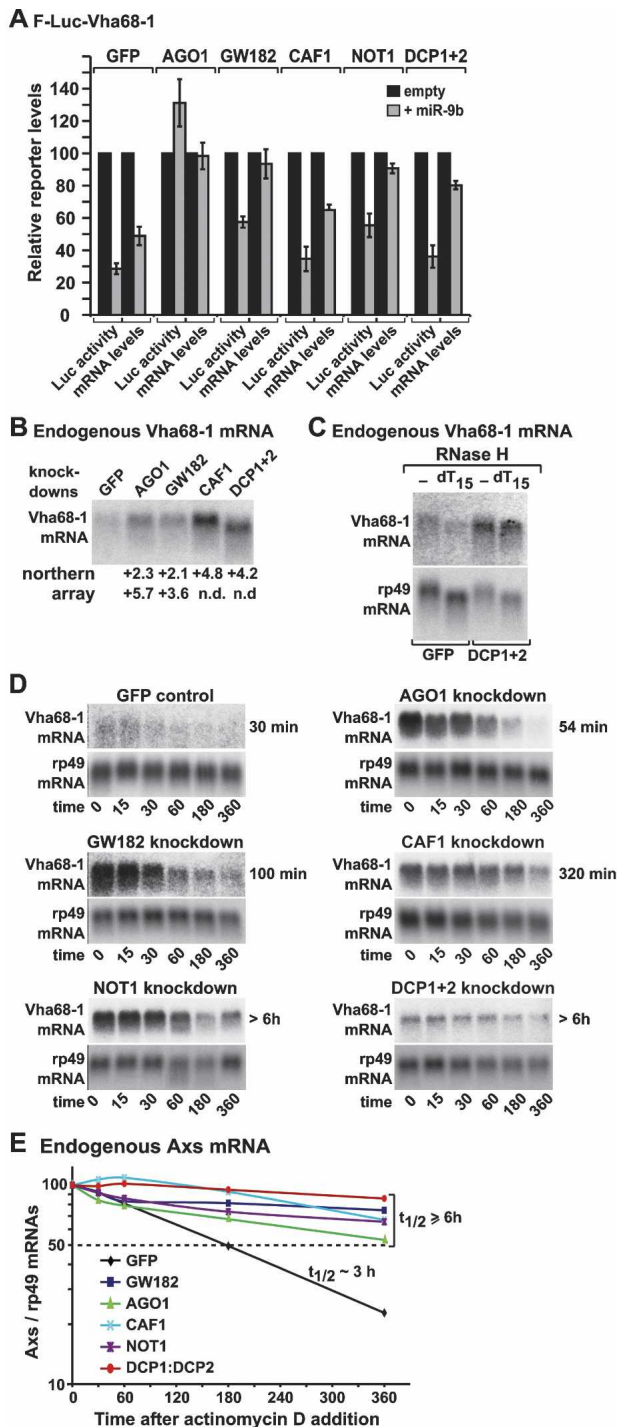 A F-Luc-Vha68-1
GFP AGO1 GW182 CAF1 NOT1 DCP1+2
empty
+ miR-9b
Relative reporter levels
140
120
100
80
60
40
20
0
Luc activity mRNA levels Luc activity mRNA levels Luc activity mRNA levels Luc activity mRNA levels Luc activity mRNA levels Luc activity mRNA levels
B Endogenous Vha68-1 mRNA
knock-
downs
GFP AGO1 GW182 CAF1 DCP1+2
Vha68-1
mRNA
northern +2.3 +2.1 +4.8 +4.2
array +5.7 +3.6 n.d. n.d
C Endogenous Vha68-1 mRNA
RNase H
– dT15 – dT15
Vha68-1
mRNA
rp49
mRNA
GFP DCP1+2
D
GFP control
Vha68-1
mRNA
30 min
rp49
mRNA
time 0 15 30 60 180 360
AGO1 knockdown
Vha68-1
mRNA
54 min
rp49
mRNA
time 0 15 30 60 180 360
GW182 knockdown
Vha68-1
mRNA
100 min
rp49
mRNA
time 0 15 30 60 180 360
CAF1 knockdown
Vha68-1
mRNA
320 min
rp49
mRNA
time 0 15 30 60 180 360
NOT1 knockdown
Vha68-1
mRNA
> 6h
rp49
mRNA
time 0 15 30 60 180 360
DCP1+2 knockdown
Vha68-1
mRNA
> 6h
rp49
mRNA
time 0 15 30 60 180 360
E Endogenous Axs mRNA
Axs / rp49 mRNAs
100
50
10
t1/2 ⩾ 6h
t1/2 ~ 3 h
GFP
GW182
AGO1
CAF1
NOT1
DCP1:DCP2
0 60 120 180 240 300 360
Time after actinomycin D addition